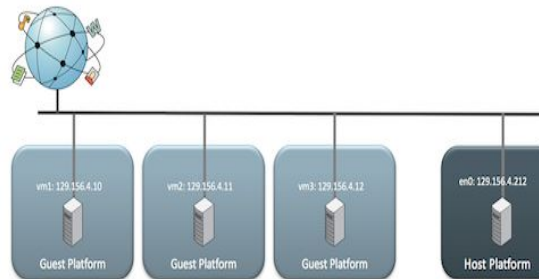 vm1: 129.156.4.10
vm2: 129.156.4.11
vm3: 129.156.4.12
en0: 129.156.4.212
Guest Platform
Guest Platform
Guest Platform
Host Platform